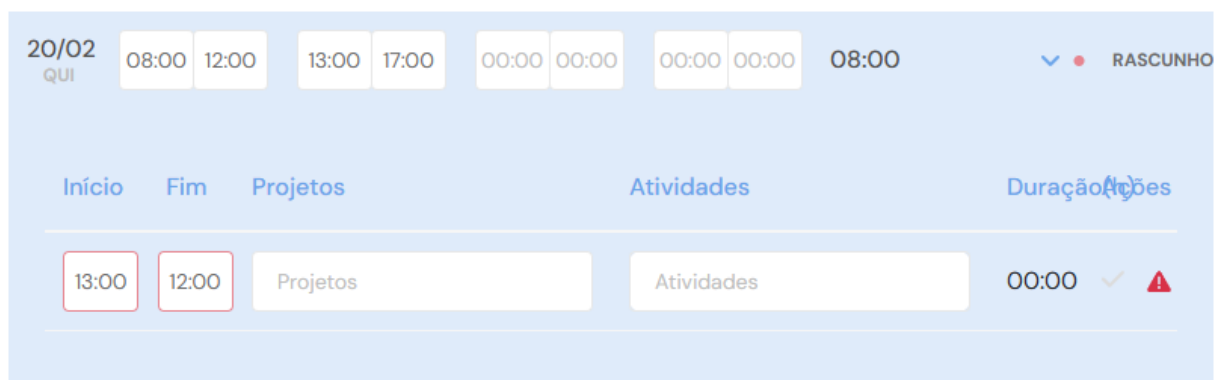 20/02 08:00 12:00 13:00 17:00 00:00 00:00 00:00 00:00 08:00 RASCUNHO
QUI
Início Fim Projetos Atividades Duração(h) Ações
13:00 12:00 Projetos Atividades 00:00